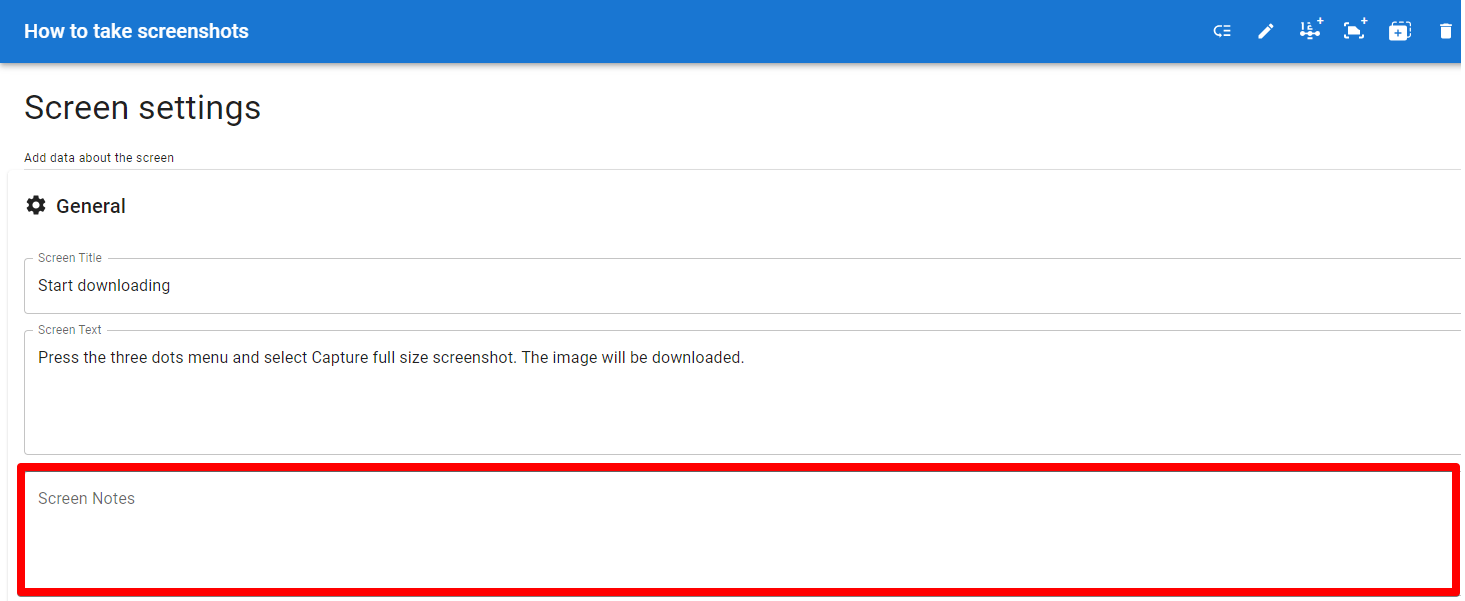 How to take screenshots
Screen settings
Add data about the screen
General
Screen Title
Start downloading
Screen Text
Press the three dots menu and select Capture full size screenshot. The image will be downloaded.
Screen Notes